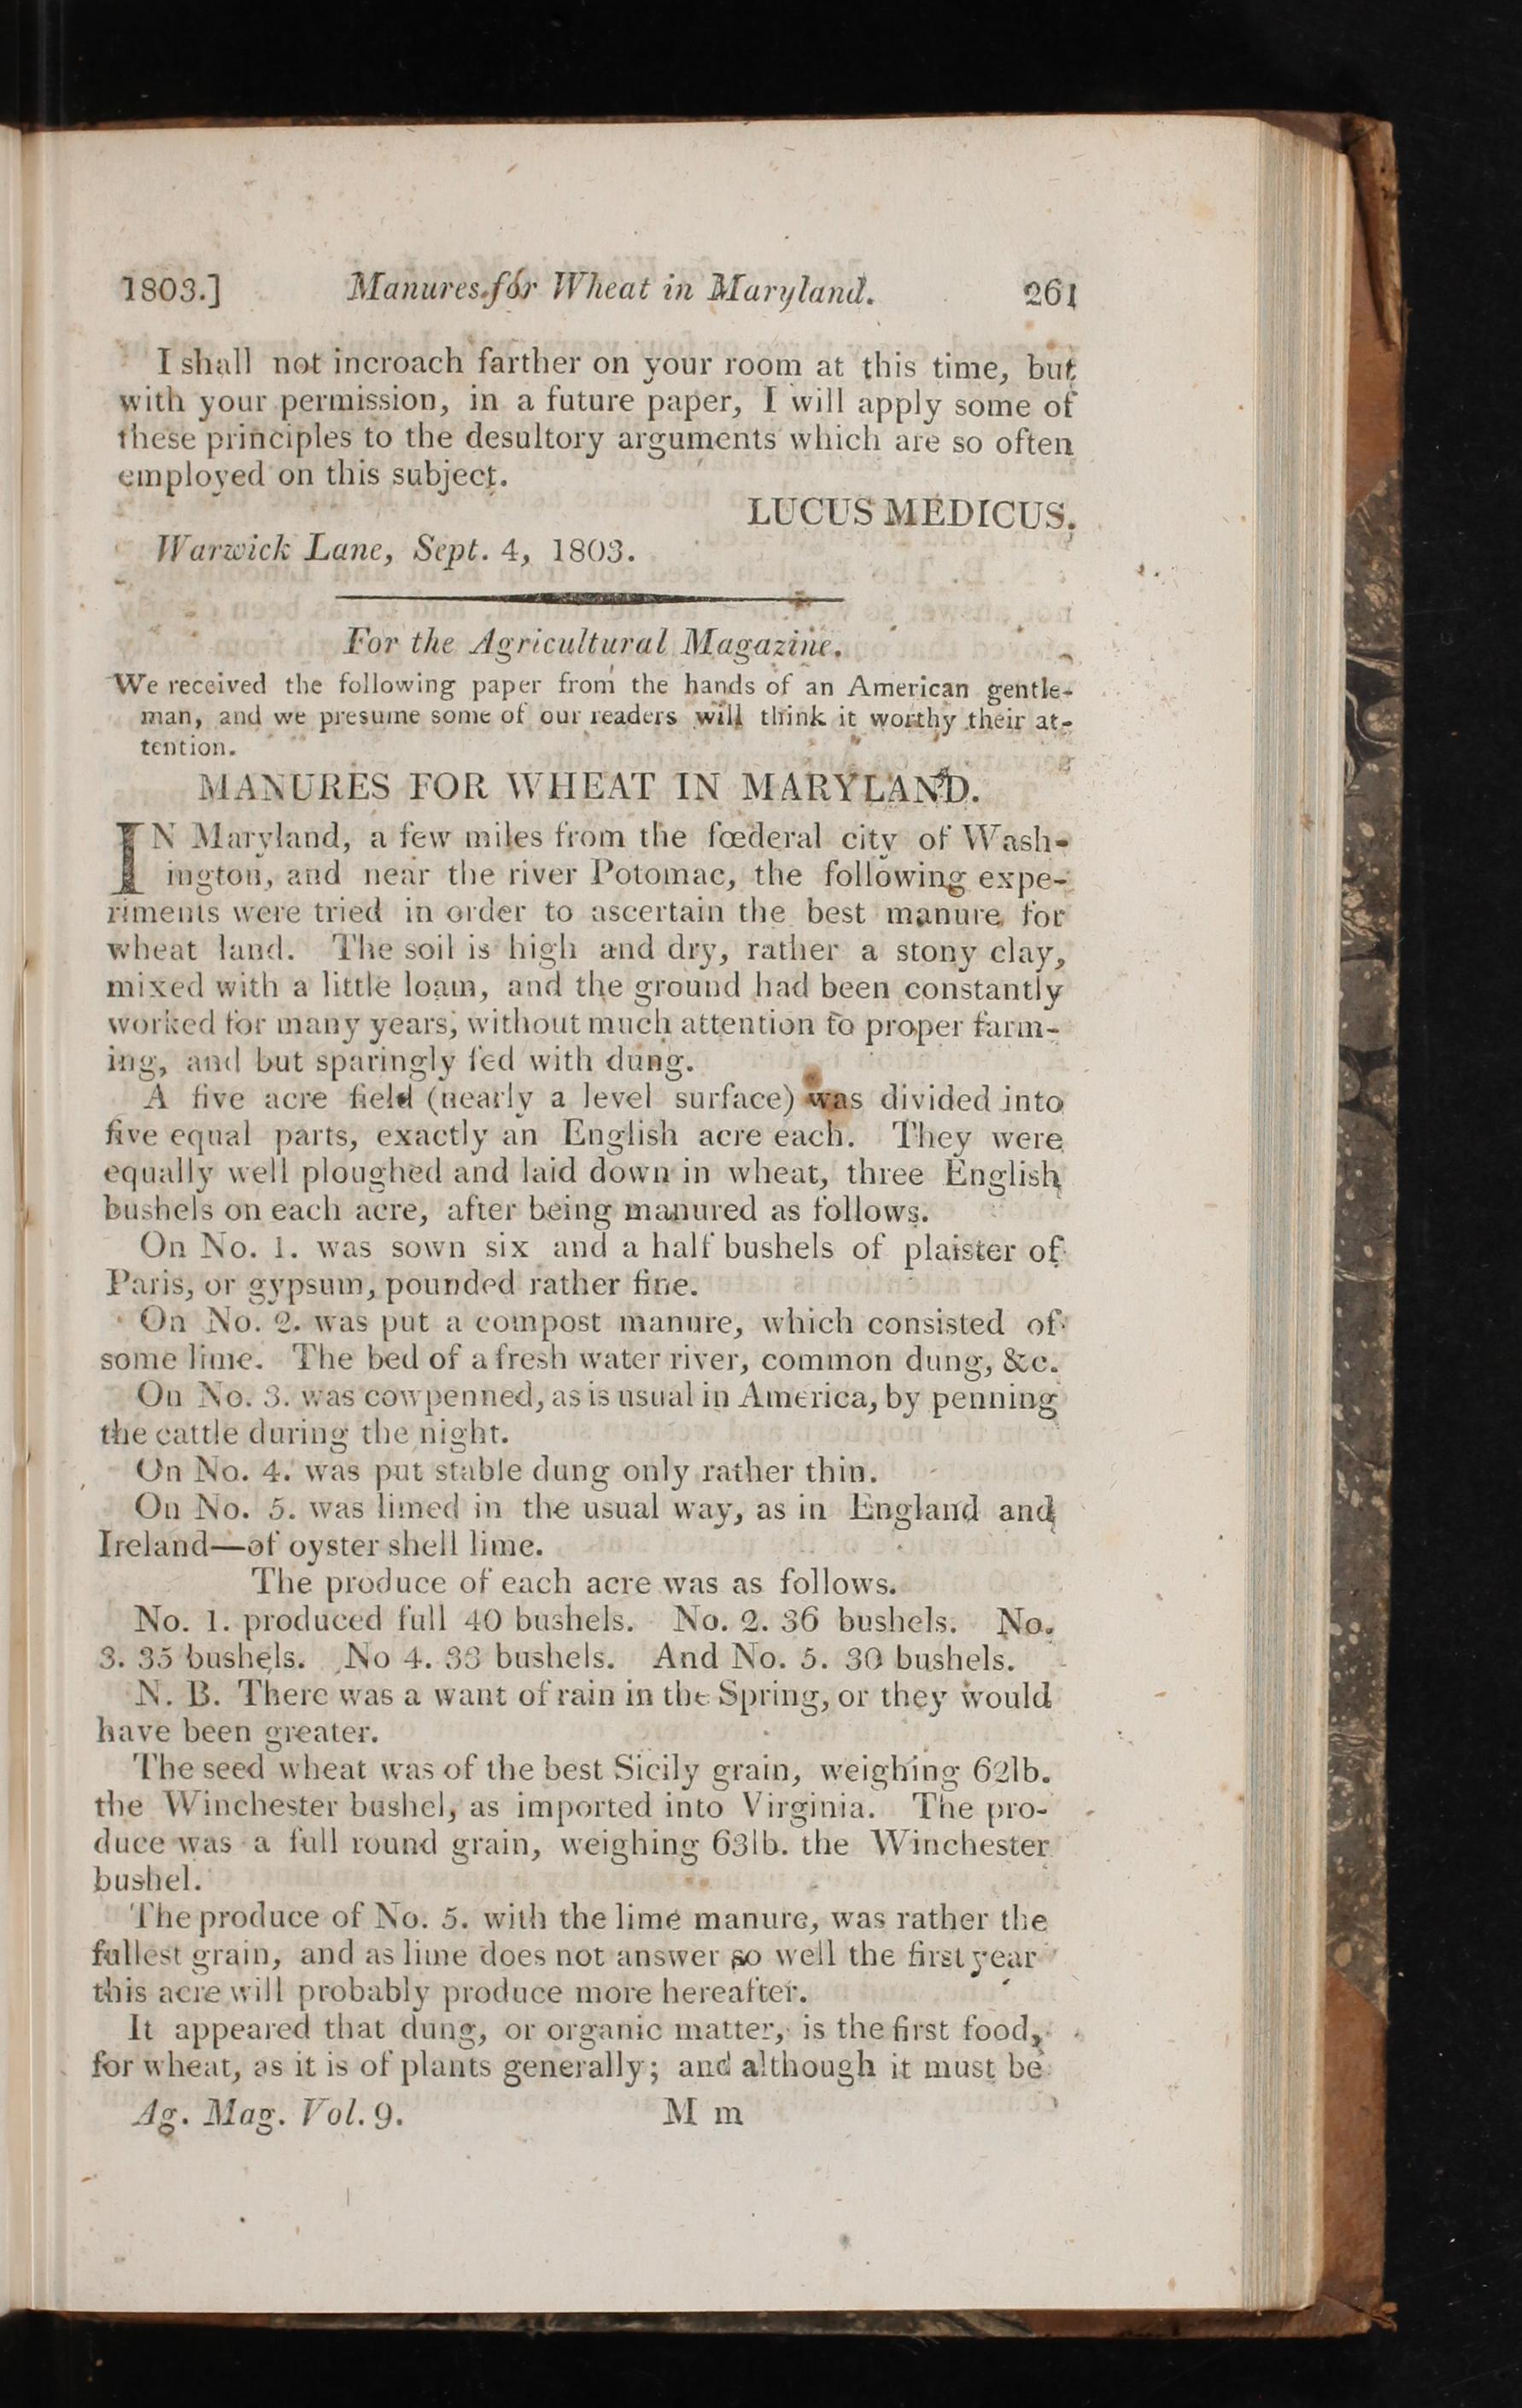 1803.] Manures for Wheat in Maryland. 261
I shall not incroach farther on your room at this time, but
with your permission, in a future paper, I will apply some of
these principles to the desultory arguments which are so often
employed on this subject.
LUCUS MEDICUS.
Warwick Lane, Sept. 4, 1803.
For the Agricultural Magazine.
We received the following paper from the hands of an American gentle-
man, and we presume some of our readers will think it worthy their at-
tention.
MANURES FOR WHEAT IN MARYLAND.
IN Maryland, a few miles from the fœderal city of Wash-
ington, and near the river Potomac, the following expe-
riments were tried in order to ascertain the best manure for
wheat land. The soil is high and dry, rather a stony clay,
mixed with a little loam, and the ground had been constantly
worked for many years, without much attention to proper farm-
ing, and but sparingly fed with dung.
A five acre field (nearly a level surface) was divided into
five equal parts, exactly an English acre each. They were
equally well ploughed and laid down in wheat, three English
bushels on each acre, after being manured as follows.
On No. 1. was sown six and a half bushels of plaister of
Paris, or gypsum, pounded rather fine.
On No. 2. was put a compost manure, which consisted of
some lime. The bed of a fresh water river, common dung, &c.
On No. 3. was cowpenned, as is usual in America, by penning
the cattle during the night.
On No. 4. was put stable dung only rather thin.
On No. 5. was limed in the usual way, as in England and
Ireland—of oyster shell lime.
The produce of each acre was as follows.
No. 1. produced full 40 bushels. No. 2. 36 bushels. No.
3. 35 bushels. No 4. 33 bushels. And No. 5. 30 bushels.
N. B. There was a want of rain in the Spring, or they would
have been greater.
The seed wheat was of the best Sicily grain, weighing 62lb.
the Winchester bushel, as imported into Virginia. The pro-
duce was a full round grain, weighing 63lb. the Winchester
bushel.
The produce of No. 5. with the lime manure, was rather the
fullest grain, and as lime does not answer so well the first year
this acre will probably produce more hereafter.
It appeared that dung, or organic matter, is the first food,
for wheat, as it is of plants generally; and although it must be
Ag. Mag. Vol. 9. M m